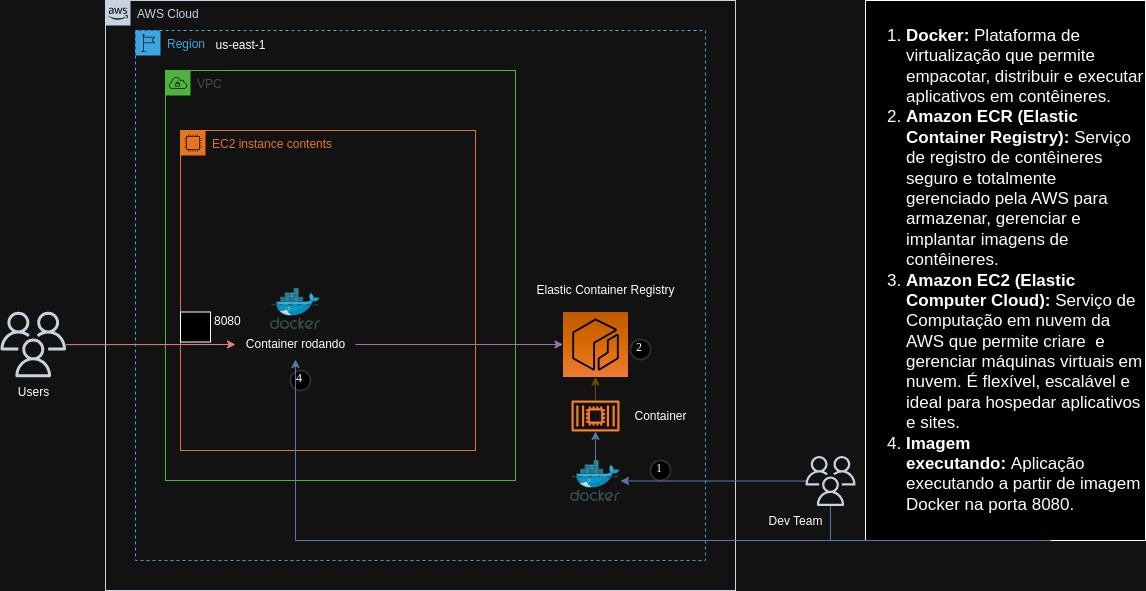 aws
AWS Cloud
Region us-east-1
VPC
EC2 instance contents
docker
8080
Container rodando
4
Users
Elastic Container Registry
2
Container
docker
1
Dev Team
1. Docker: Plataforma de
virtualização que permite
empacotar, distribuir e executar
aplicativos em contêineres.
2. Amazon ECR (Elastic
Container Registry): Serviço
de registro de contêineres
seguro e totalmente
gerenciado pela AWS para
armazenar, gerenciar e
implantar imagens de
contêineres.
3. Amazon EC2 (Elastic
Computer Cloud): Serviço de
Computação em nuvem da
AWS que permite criare  e
gerenciar máquinas virtuais em
nuvem. É flexível, escalável e
ideal para hospedar aplicativos
e sites.
4. Imagem
executando: Aplicação
executando a partir de imagem
Docker na porta 8080.